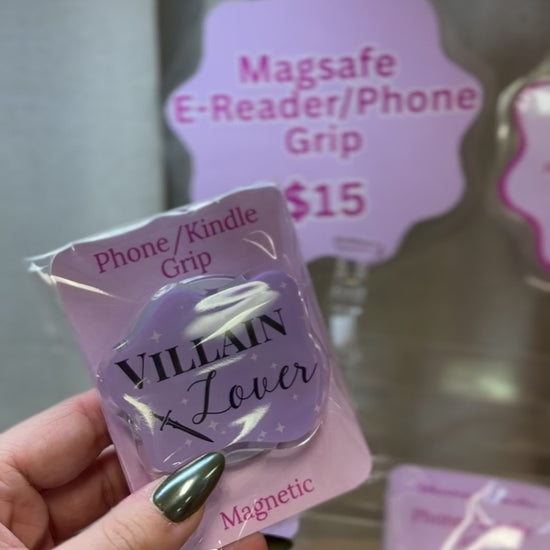 Magsafe
E-Reader/Phone
Grip
$15
Phone/Kindle
Grip
VILLAIN
Lover
Magnetic